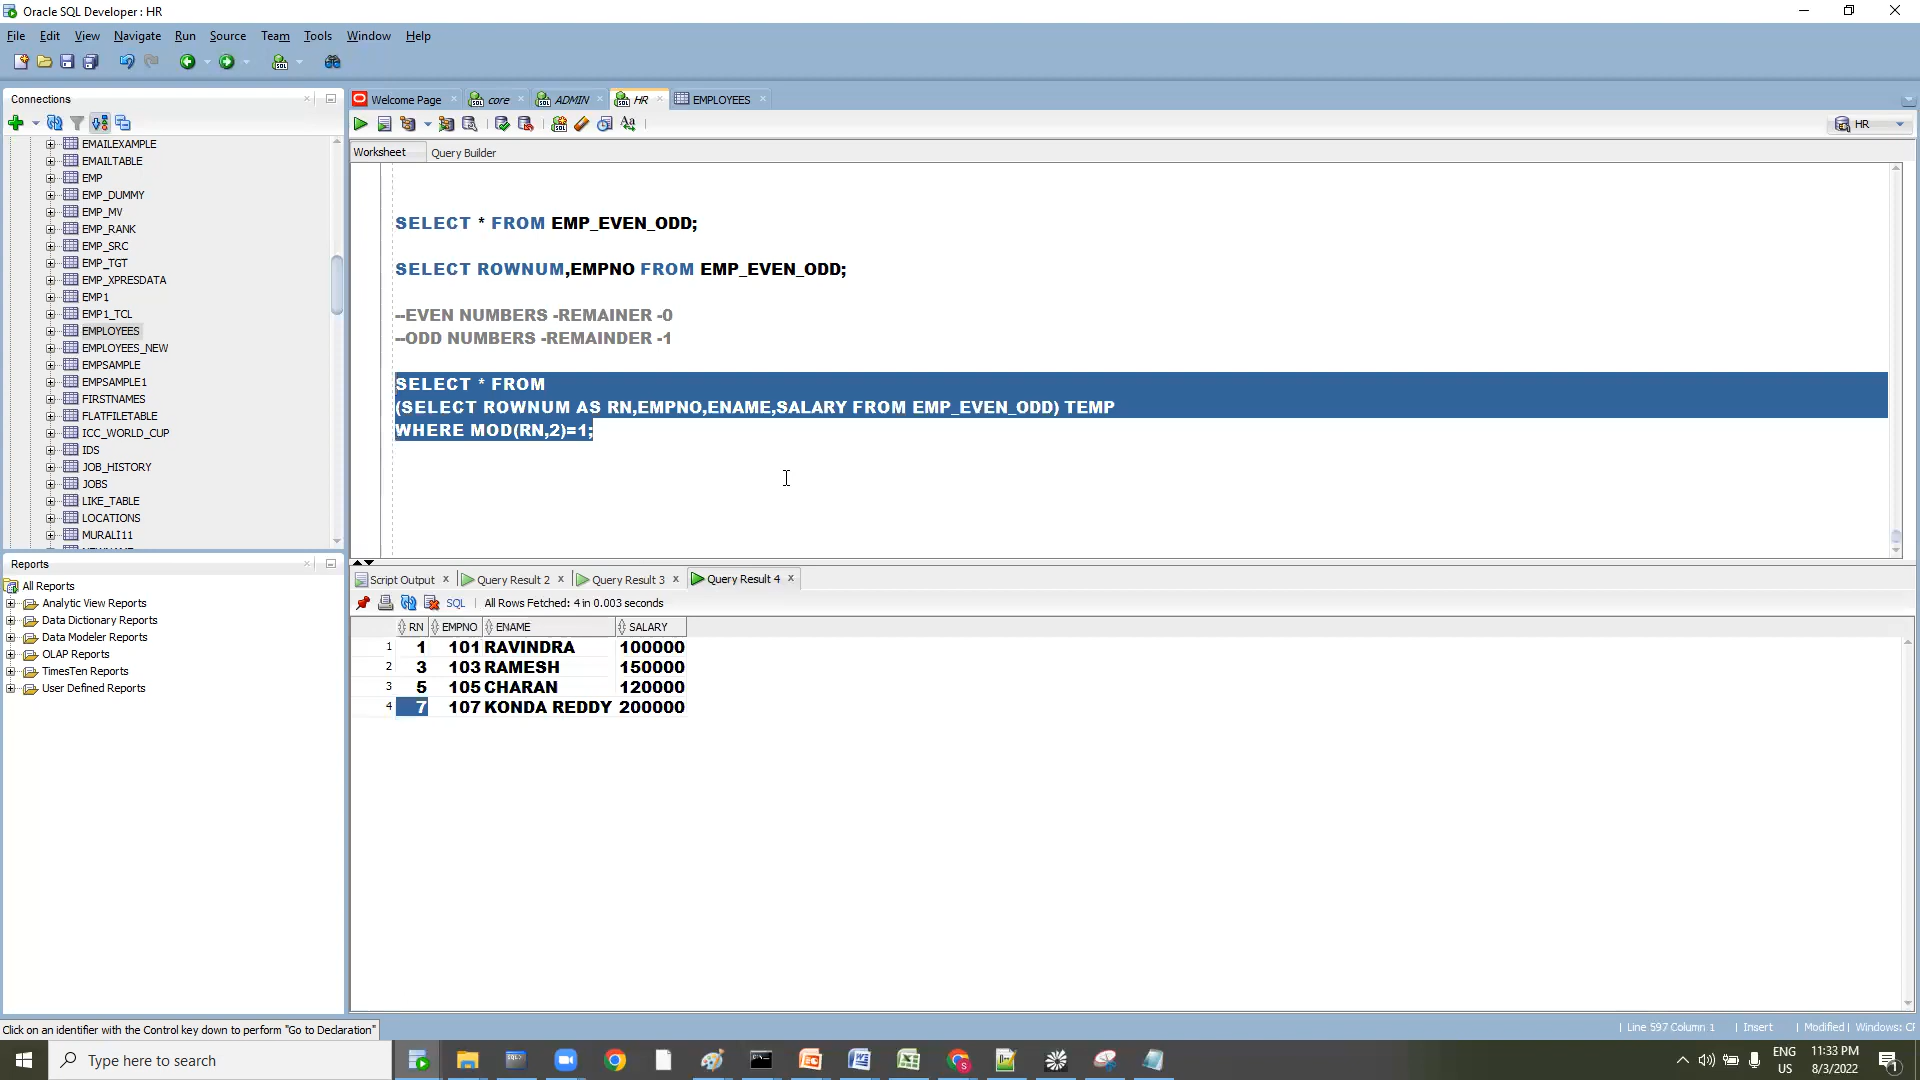 Oracle SQL Developer : HR
File Edit View Navigate Run Source Team Tools Window Help
Connections
Welcome Page core ADMIN HR EMPLOYEES
HR
Worksheet Query Builder
EMAILEXAMPLE
EMAILTABLE
EMP
EMP_DUMMY
EMP_MV
EMP_RANK
EMP_SRC
EMP_TGT
EMP_XPRESDATA
EMP1
EMP1_TCL
EMPLOYEES
EMPLOYEES_NEW
EMPSAMPLE
EMPSAMPLE1
FIRSTNAMES
FLATFILETABLE
ICC_WORLD_CUP
IDS
JOB_HISTORY
JOBS
LIKE_TABLE
LOCATIONS
MURALI11
SELECT * FROM EMP_EVEN_ODD;
SELECT ROWNUM,EMPNO FROM EMP_EVEN_ODD;
--EVEN NUMBERS -REMAINER -0
--ODD NUMBERS -REMAINDER -1
SELECT * FROM
(SELECT ROWNUM AS RN,EMPNO,ENAME,SALARY FROM EMP_EVEN_ODD) TEMP
WHERE MOD(RN,2)=1;
Reports
All Reports
Analytic View Reports
Data Dictionary Reports
Data Modeler Reports
OLAP Reports
TimesTen Reports
User Defined Reports
Script Output Query Result 2 Query Result 3 Query Result 4
SQL All Rows Fetched: 4 in 0.003 seconds
RN EMPNO ENAME SALARY
1 1 101 RAVINDRA 100000
2 3 103 RAMESH 150000
3 5 105 CHARAN 120000
4 7 107 KONDA REDDY 200000
Click on an identifier with the Control key down to perform "Go to Declaration"
Line 597 Column 1 Insert Modified Windows: CF
Type here to search
ENG
US
11:33 PM
8/3/2022
1